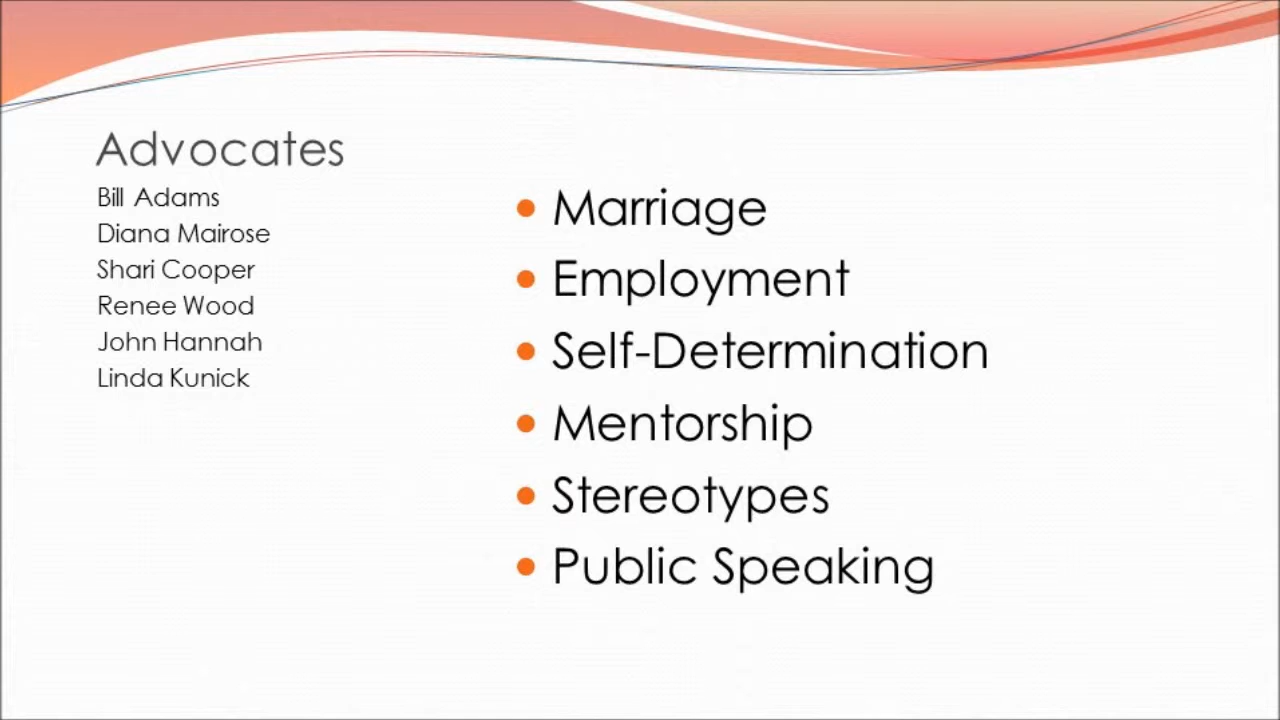 Advocates
Bill Adams
Diana Mairose
Shari Cooper
Renee Wood
John Hannah
Linda Kunick
• Marriage
• Employment
• Self-Determination
• Mentorship
• Stereotypes
• Public Speaking